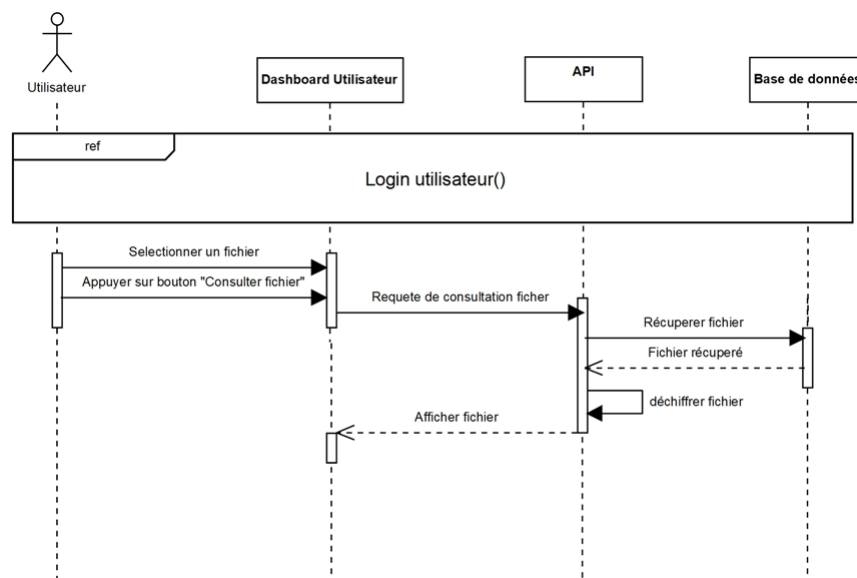 Utilisateur
Dashboard Utilisateur
API
Base de données
ref
Login utilisateur()
Selectionner un fichier
Appuyer sur bouton "Consulter fichier"
Requete de consultation ficher
Récuperer fichier
Fichier récuperé
déchiffrer fichier
Afficher fichier